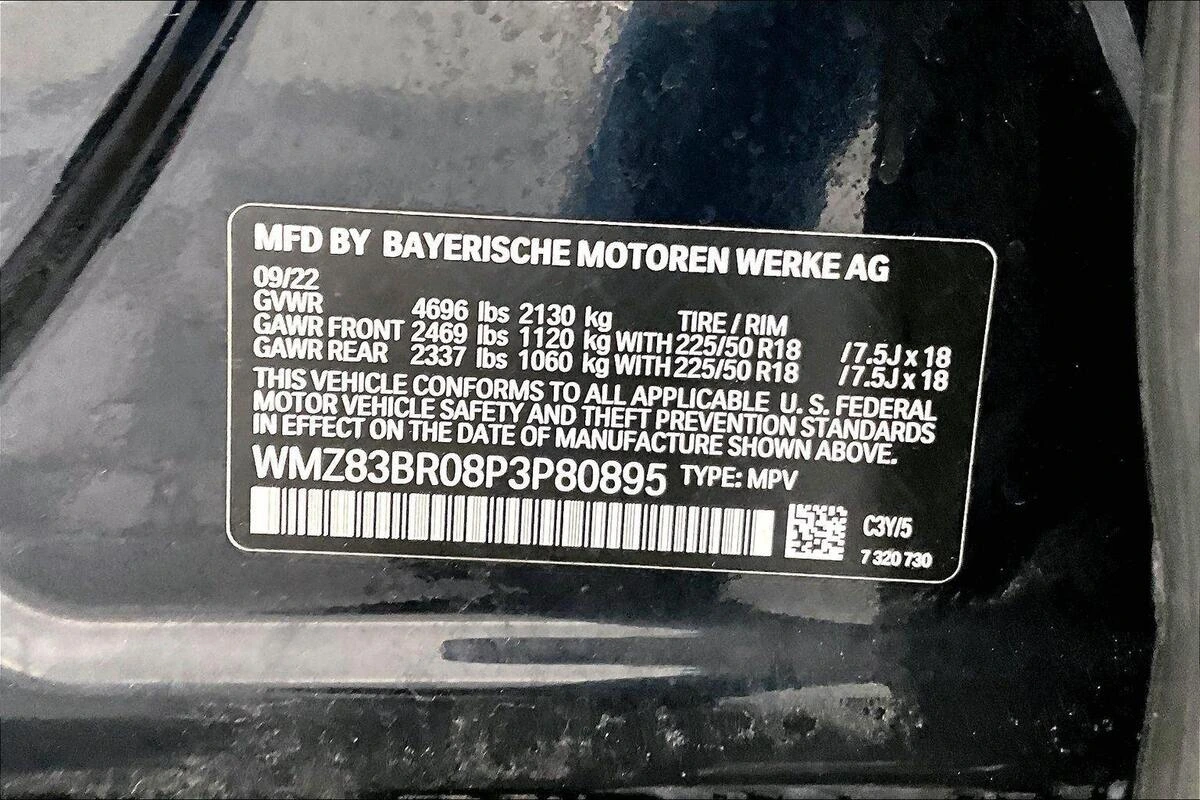 MFD BY BAYERISCHE MOTOREN WERKE AG
09/22
GVWR 4696 lbs 2130 kg TIRE / RIM
GAWR FRONT 2469 lbs 1120 kg WITH 225/50 R18 /7.5J x 18
GAWR REAR 2337 lbs 1060 kg WITH 225/50 R18 /7.5J x 18
THIS VEHICLE CONFORMS TO ALL APPLICABLE U. S. FEDERAL
MOTOR VEHICLE SAFETY AND THEFT PREVENTION STANDARDS
IN EFFECT ON THE DATE OF MANUFACTURE SHOWN ABOVE.
WMZ83BR08P3P80895 TYPE: MPV
C3Y/5
7 320 730